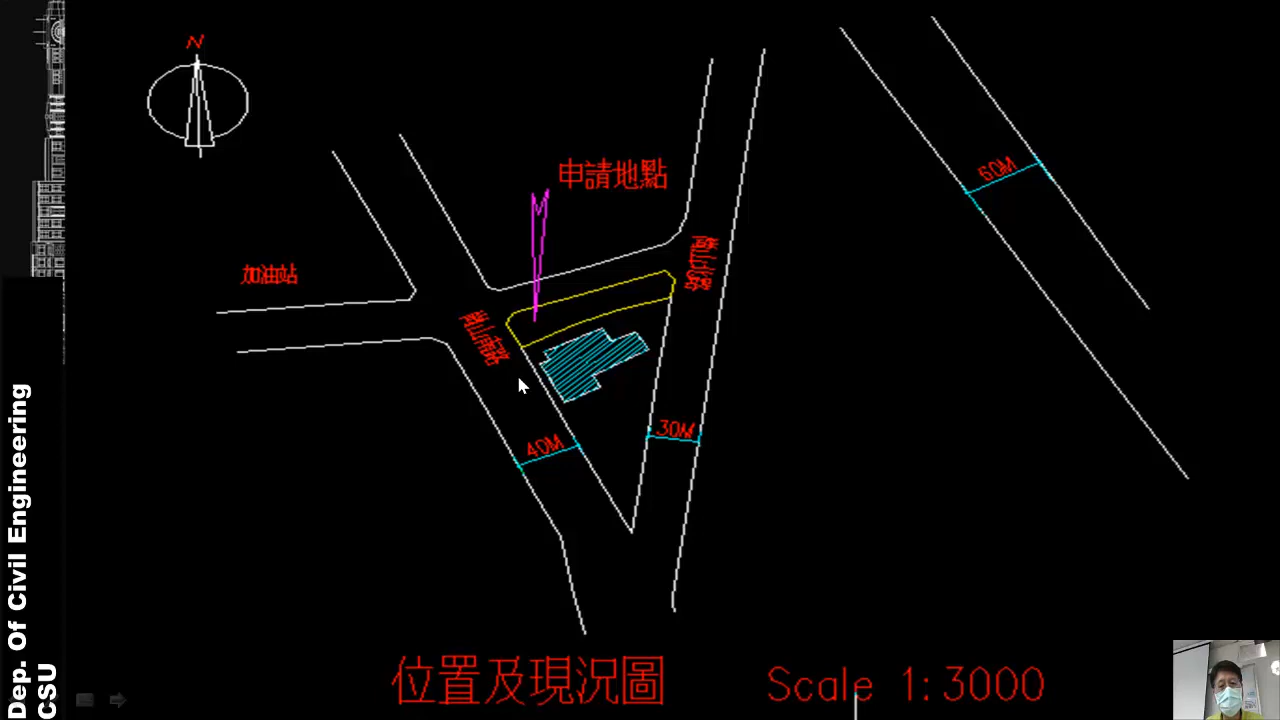 N
申請地點
60M
加油站
40M
30M
位置及現況圖
Scale 1:3000
Dep. Of Civil Engineering
CSU